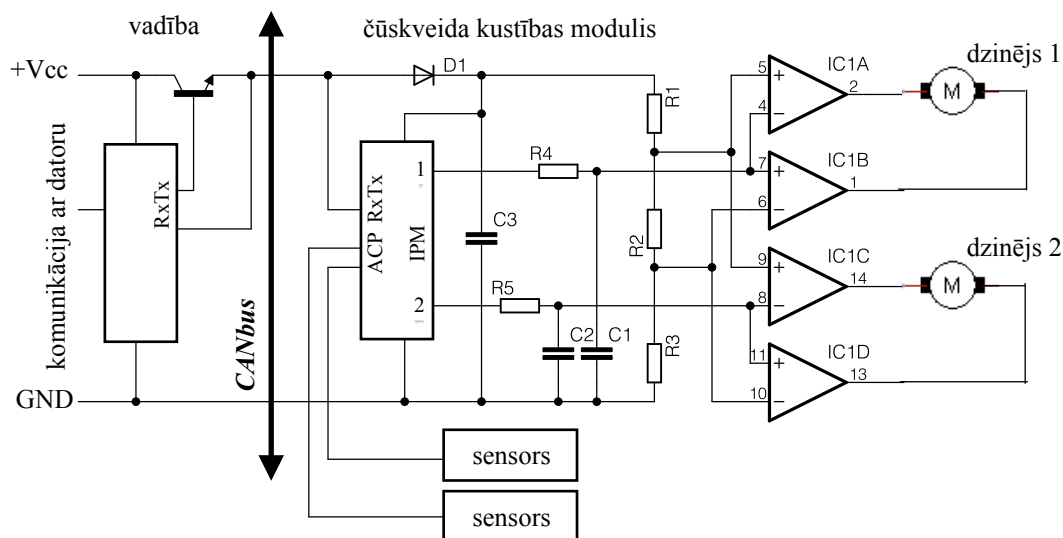 vadība
čūskveida kustības modulis
+Vcc
D1
R1
5
4
IC1A
2
M
dzinējs 1
komunikācija ar datoru
RxTx
ACP
RxTx
IPM
1
R4
C3
R2
7
6
IC1B
1
2
R5
C2
C1
R3
9
8
IC1C
14
M
dzinējs 2
11
10
IC1D
13
GND
CANbus
sensors
sensors